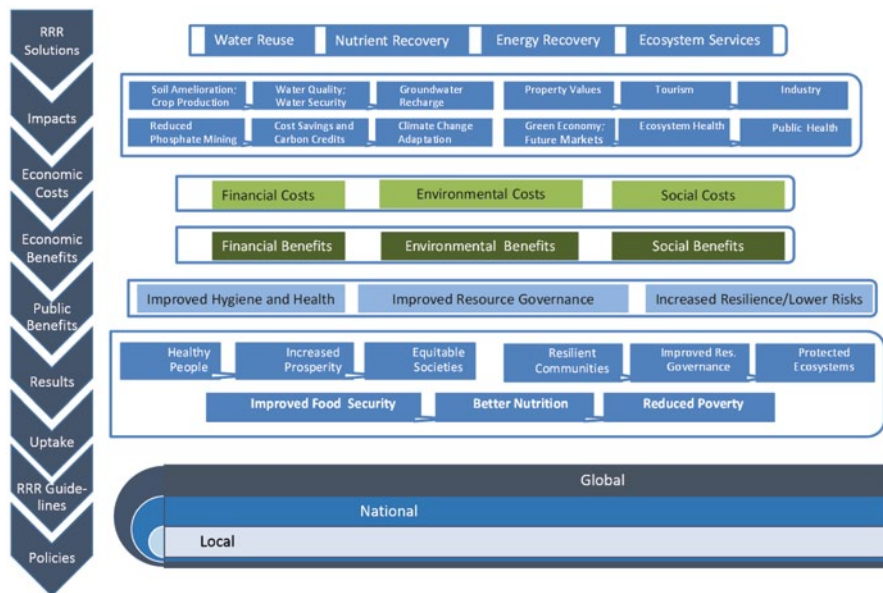 RRR
Solutions
Water Reuse
Nutrient Recovery
Energy Recovery
Ecosystem Services
Impacts
Soil Amelioration;
Crop Production
Water Quality;
Water Security
Groundwater
Recharge
Property Values
Tourism
Industry
Reduced
Phosphate Mining
Cost Savings and
Carbon Credits
Climate Change
Adaptation
Green Economy;
Future Markets
Ecosystem Health
Public Health
Economic
Costs
Financial Costs
Environmental Costs
Social Costs
Economic
Benefits
Financial Benefits
Environmental Benefits
Social Benefits
Public
Benefits
Improved Hygiene and Health
Improved Resource Governance
Increased Resilience/Lower Risks
Results
Healthy
People
Increased
Prosperity
Equitable
Societies
Resilient
Communities
Improved Res.
Governance
Protected
Ecosystems
Improved Food Security
Better Nutrition
Reduced Poverty
Uptake
RRR Guide-
lines
Policies
Global
National
Local